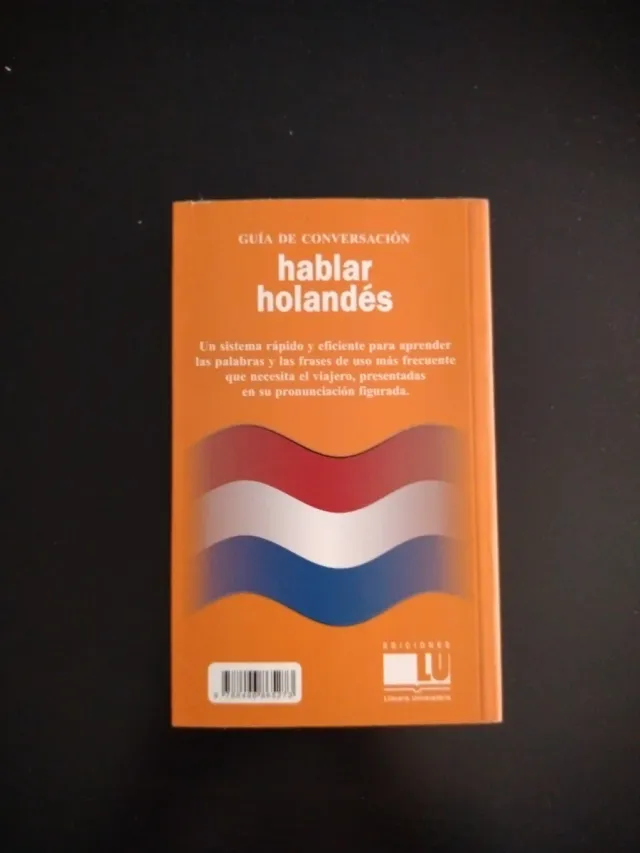 GUÍA DE CONVERSACIÓN
hablar
holandés
Un sistema rápido y eficiente para aprender
las palabras y las frases de uso más frecuente
que necesita el viajero, presentadas
en su pronunciación figurada.
EDICIONES
LU